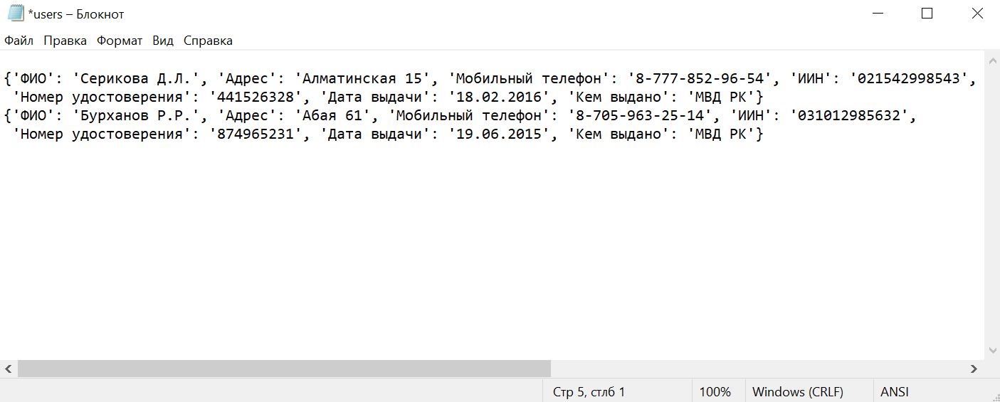 *users – Блокнот
Файл Правка Формат Вид Справка
{'ФИО': 'Серикова Д.Л.', 'Адрес': 'Алматинская 15', 'Мобильный телефон': '8-777-852-96-54', 'ИИН': '021542998543',
'Номер удостоверения': '441526328', 'Дата выдачи': '18.02.2016', 'Кем выдано': 'МВД РК'}
{'ФИО': 'Бурханов Р.Р.', 'Адрес': 'Абая 61', 'Мобильный телефон': '8-705-963-25-14', 'ИИН': '031012985632',
'Номер удостоверения': '874965231', 'Дата выдачи': '19.06.2015', 'Кем выдано': 'МВД РК'}
Стр 5, стлб 1 100% Windows (CRLF) ANSI